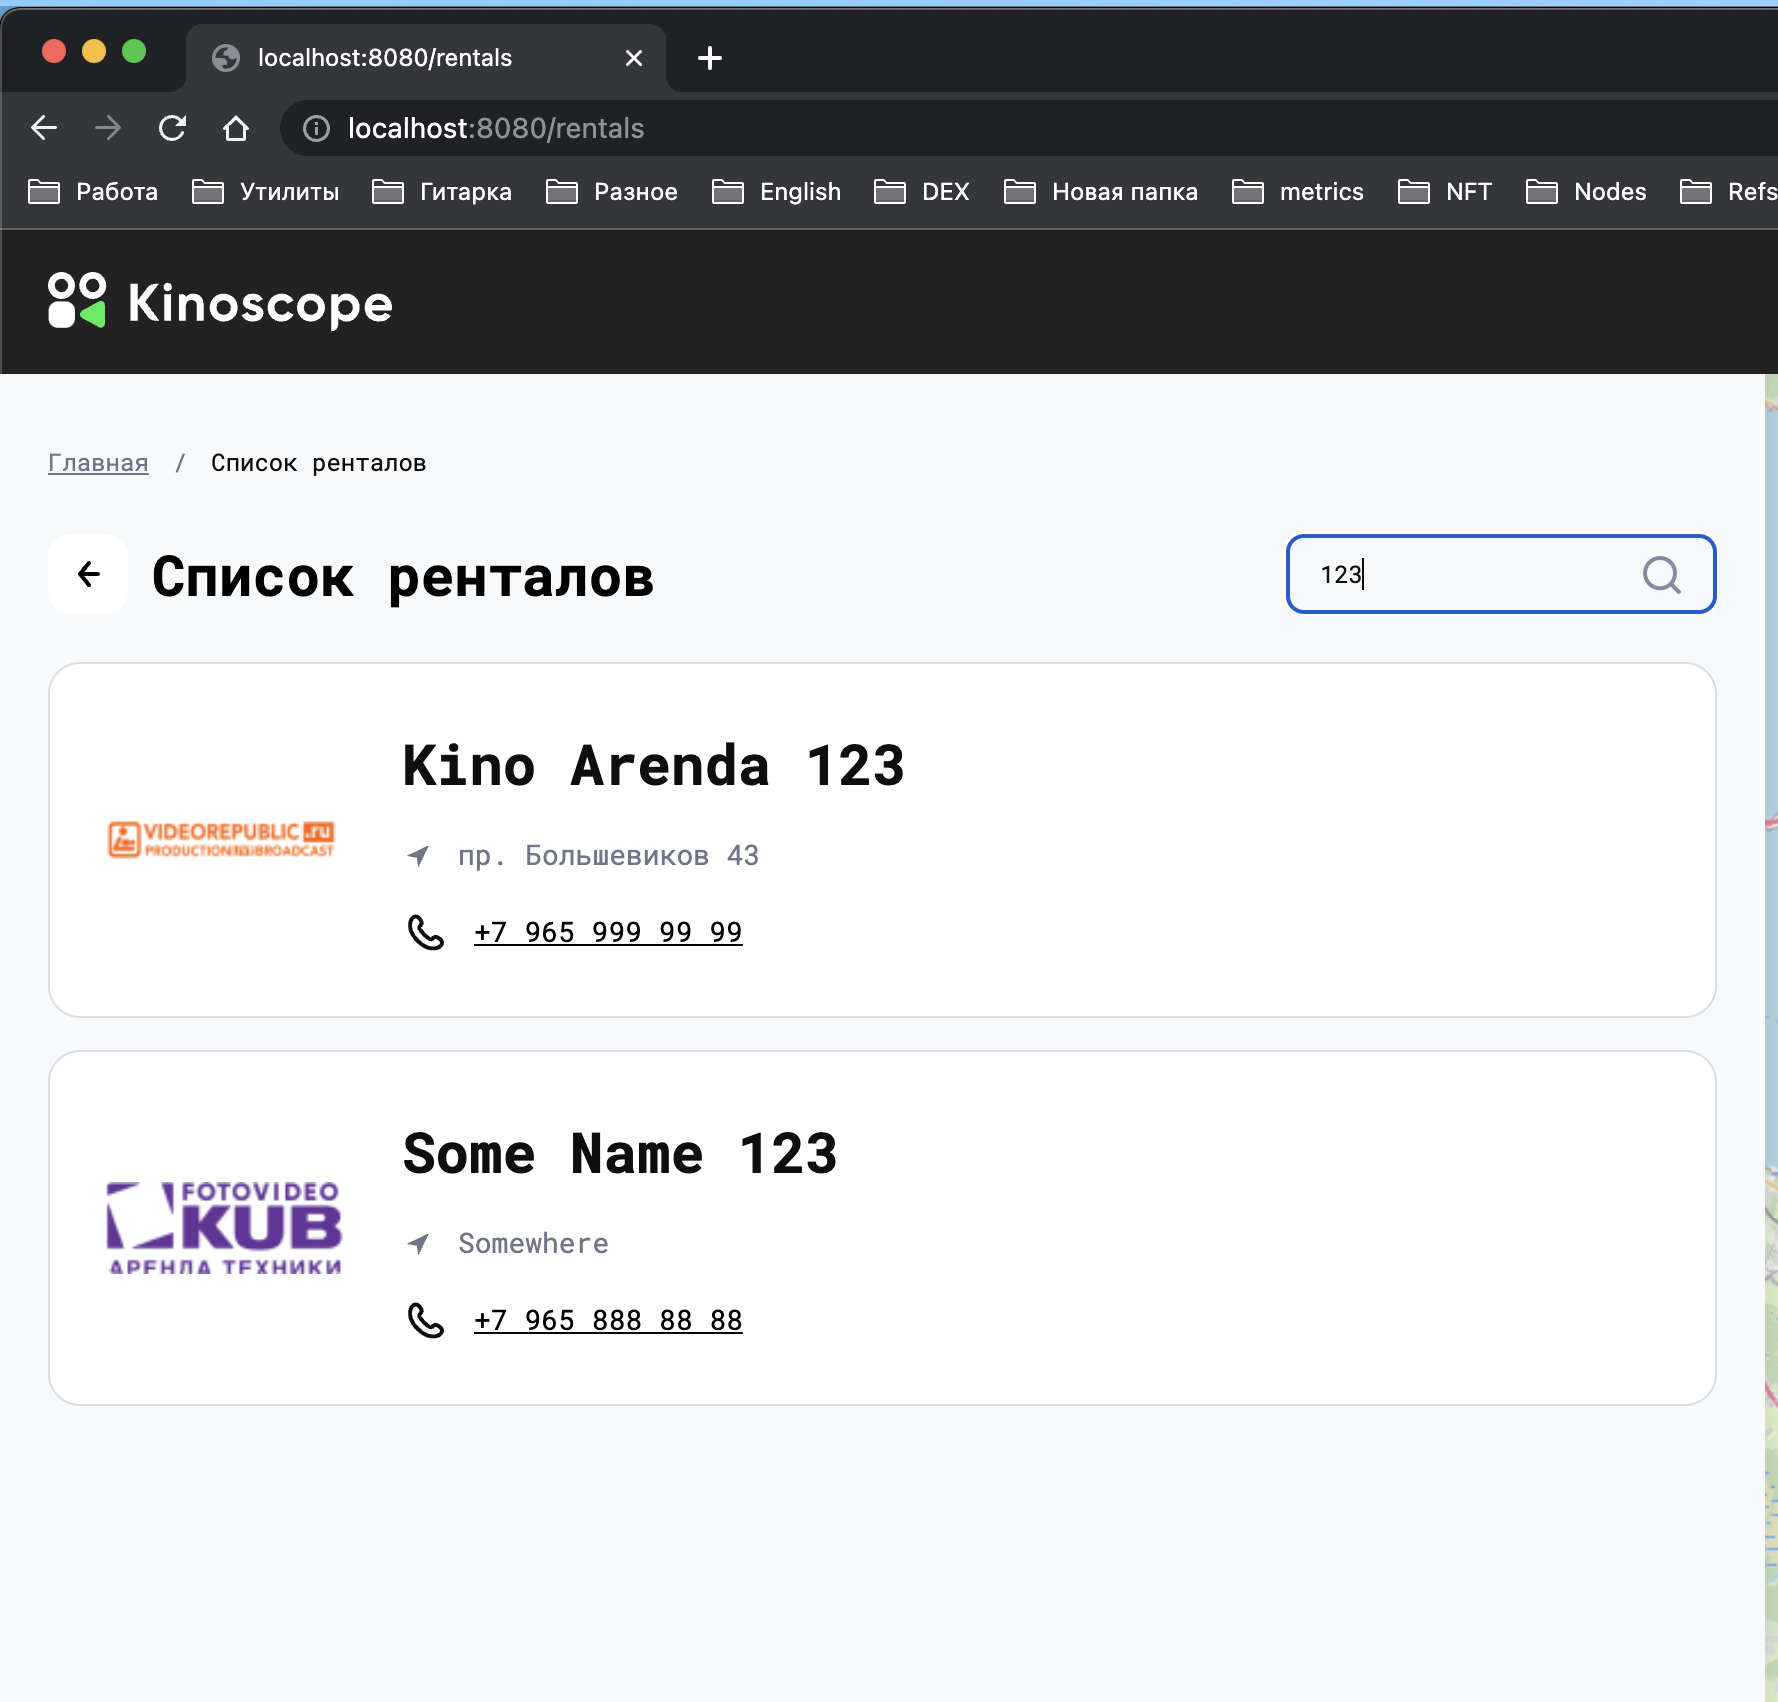 localhost:8080/rentals
localhost:8080/rentals
Работа Утилиты Гитарка Разное English DEX Новая папка metrics NFT Nodes Refs
Kinoscope
Главная / Список ренталов
Список ренталов
123
Kino Arenda 123
VIDEOREPUBLIC .ru
PRODUCTION BROADCAST
пр. Большевиков 43
+7 965 999 99 99
Some Name 123
FOTOVIDEO
KUB
АРЕНДА ТЕХНИКИ
Somewhere
+7 965 888 88 88